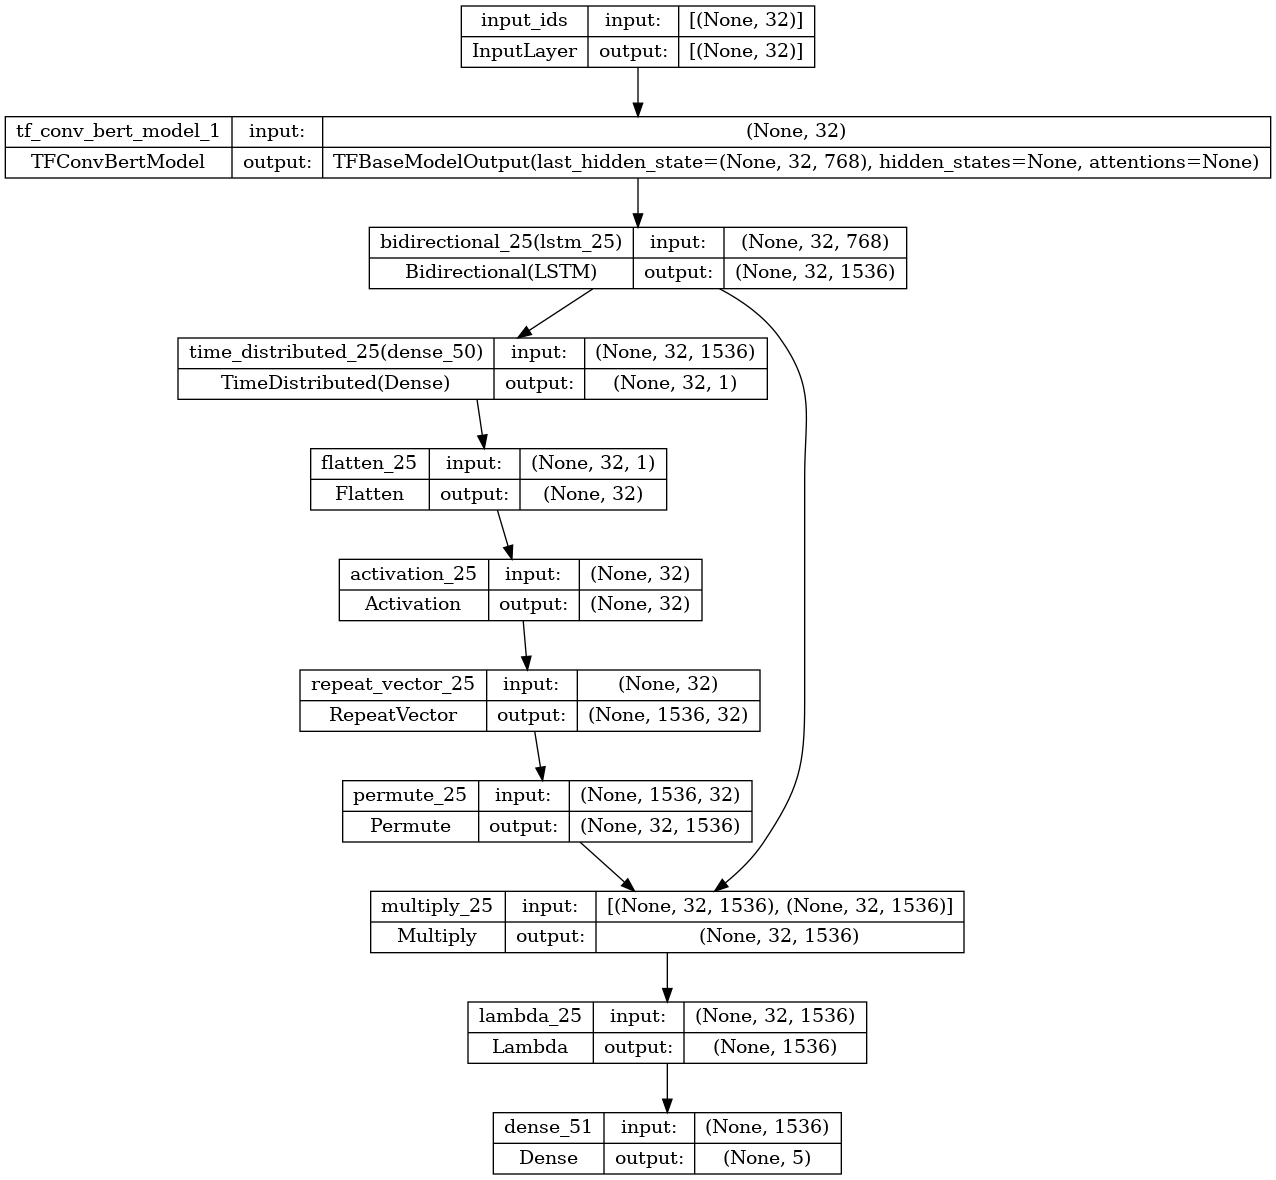 input_ids input: [(None, 32)]
InputLayer output: [(None, 32)]
tf_conv_bert_model_1 input: (None, 32)
TFConvBertModel output: TFBaseModelOutput(last_hidden_state=(None, 32, 768), hidden_states=None, attentions=None)
bidirectional_25(lstm_25) input: (None, 32, 768)
Bidirectional(LSTM) output: (None, 32, 1536)
time_distributed_25(dense_50) input: (None, 32, 1536)
TimeDistributed(Dense) output: (None, 32, 1)
flatten_25 input: (None, 32, 1)
Flatten output: (None, 32)
activation_25 input: (None, 32)
Activation output: (None, 32)
repeat_vector_25 input: (None, 32)
RepeatVector output: (None, 1536, 32)
permute_25 input: (None, 1536, 32)
Permute output: (None, 32, 1536)
multiply_25 input: [(None, 32, 1536), (None, 32, 1536)]
Multiply output: (None, 32, 1536)
lambda_25 input: (None, 32, 1536)
Lambda output: (None, 1536)
dense_51 input: (None, 1536)
Dense output: (None, 5)